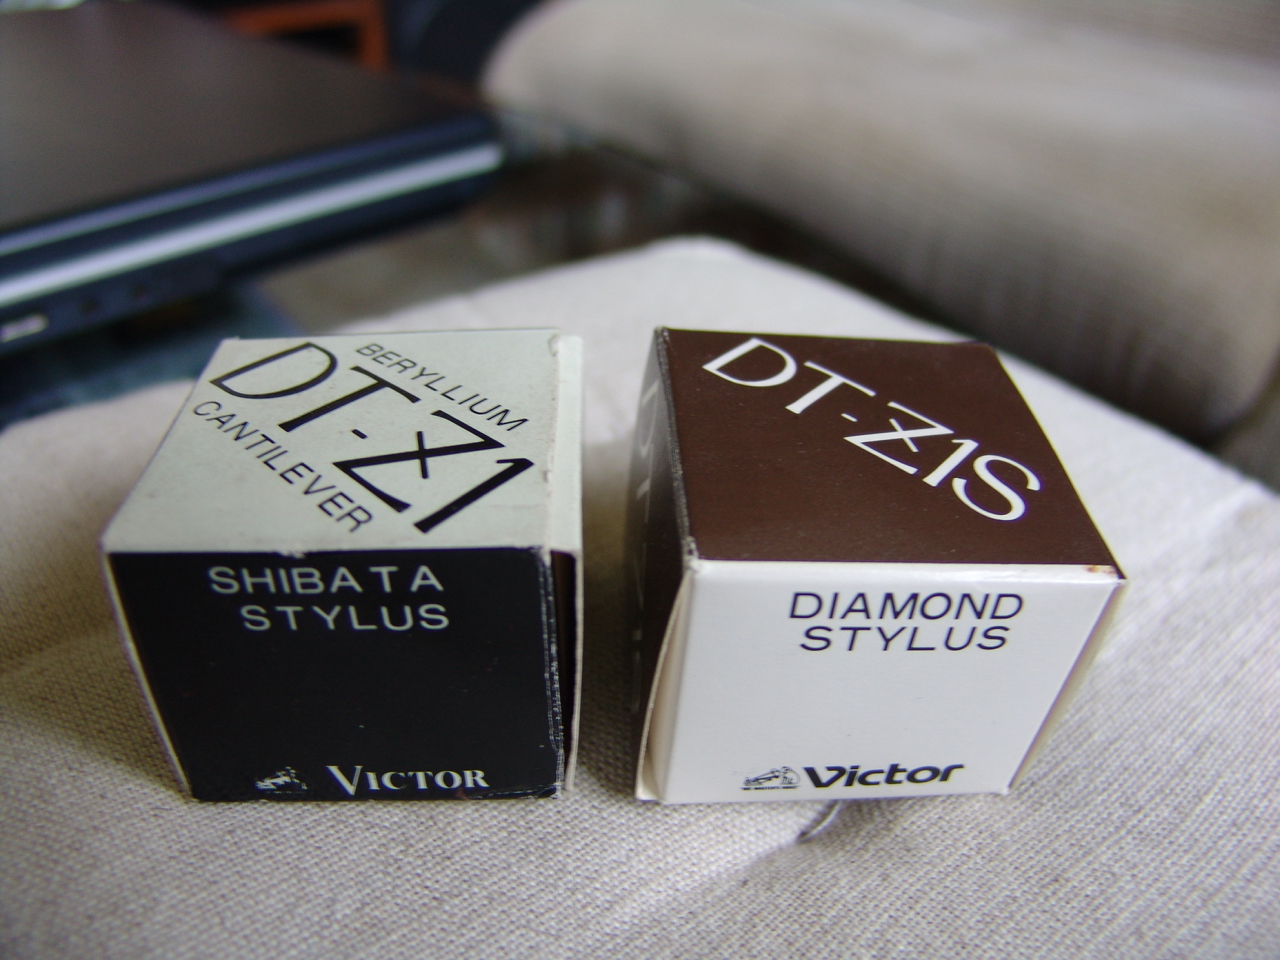 BERYLLIUM
DT-Z1
CANTILEVER
SHIBATA
STYLUS
VICTOR
DT-Z1S
DIAMOND
STYLUS
Victor